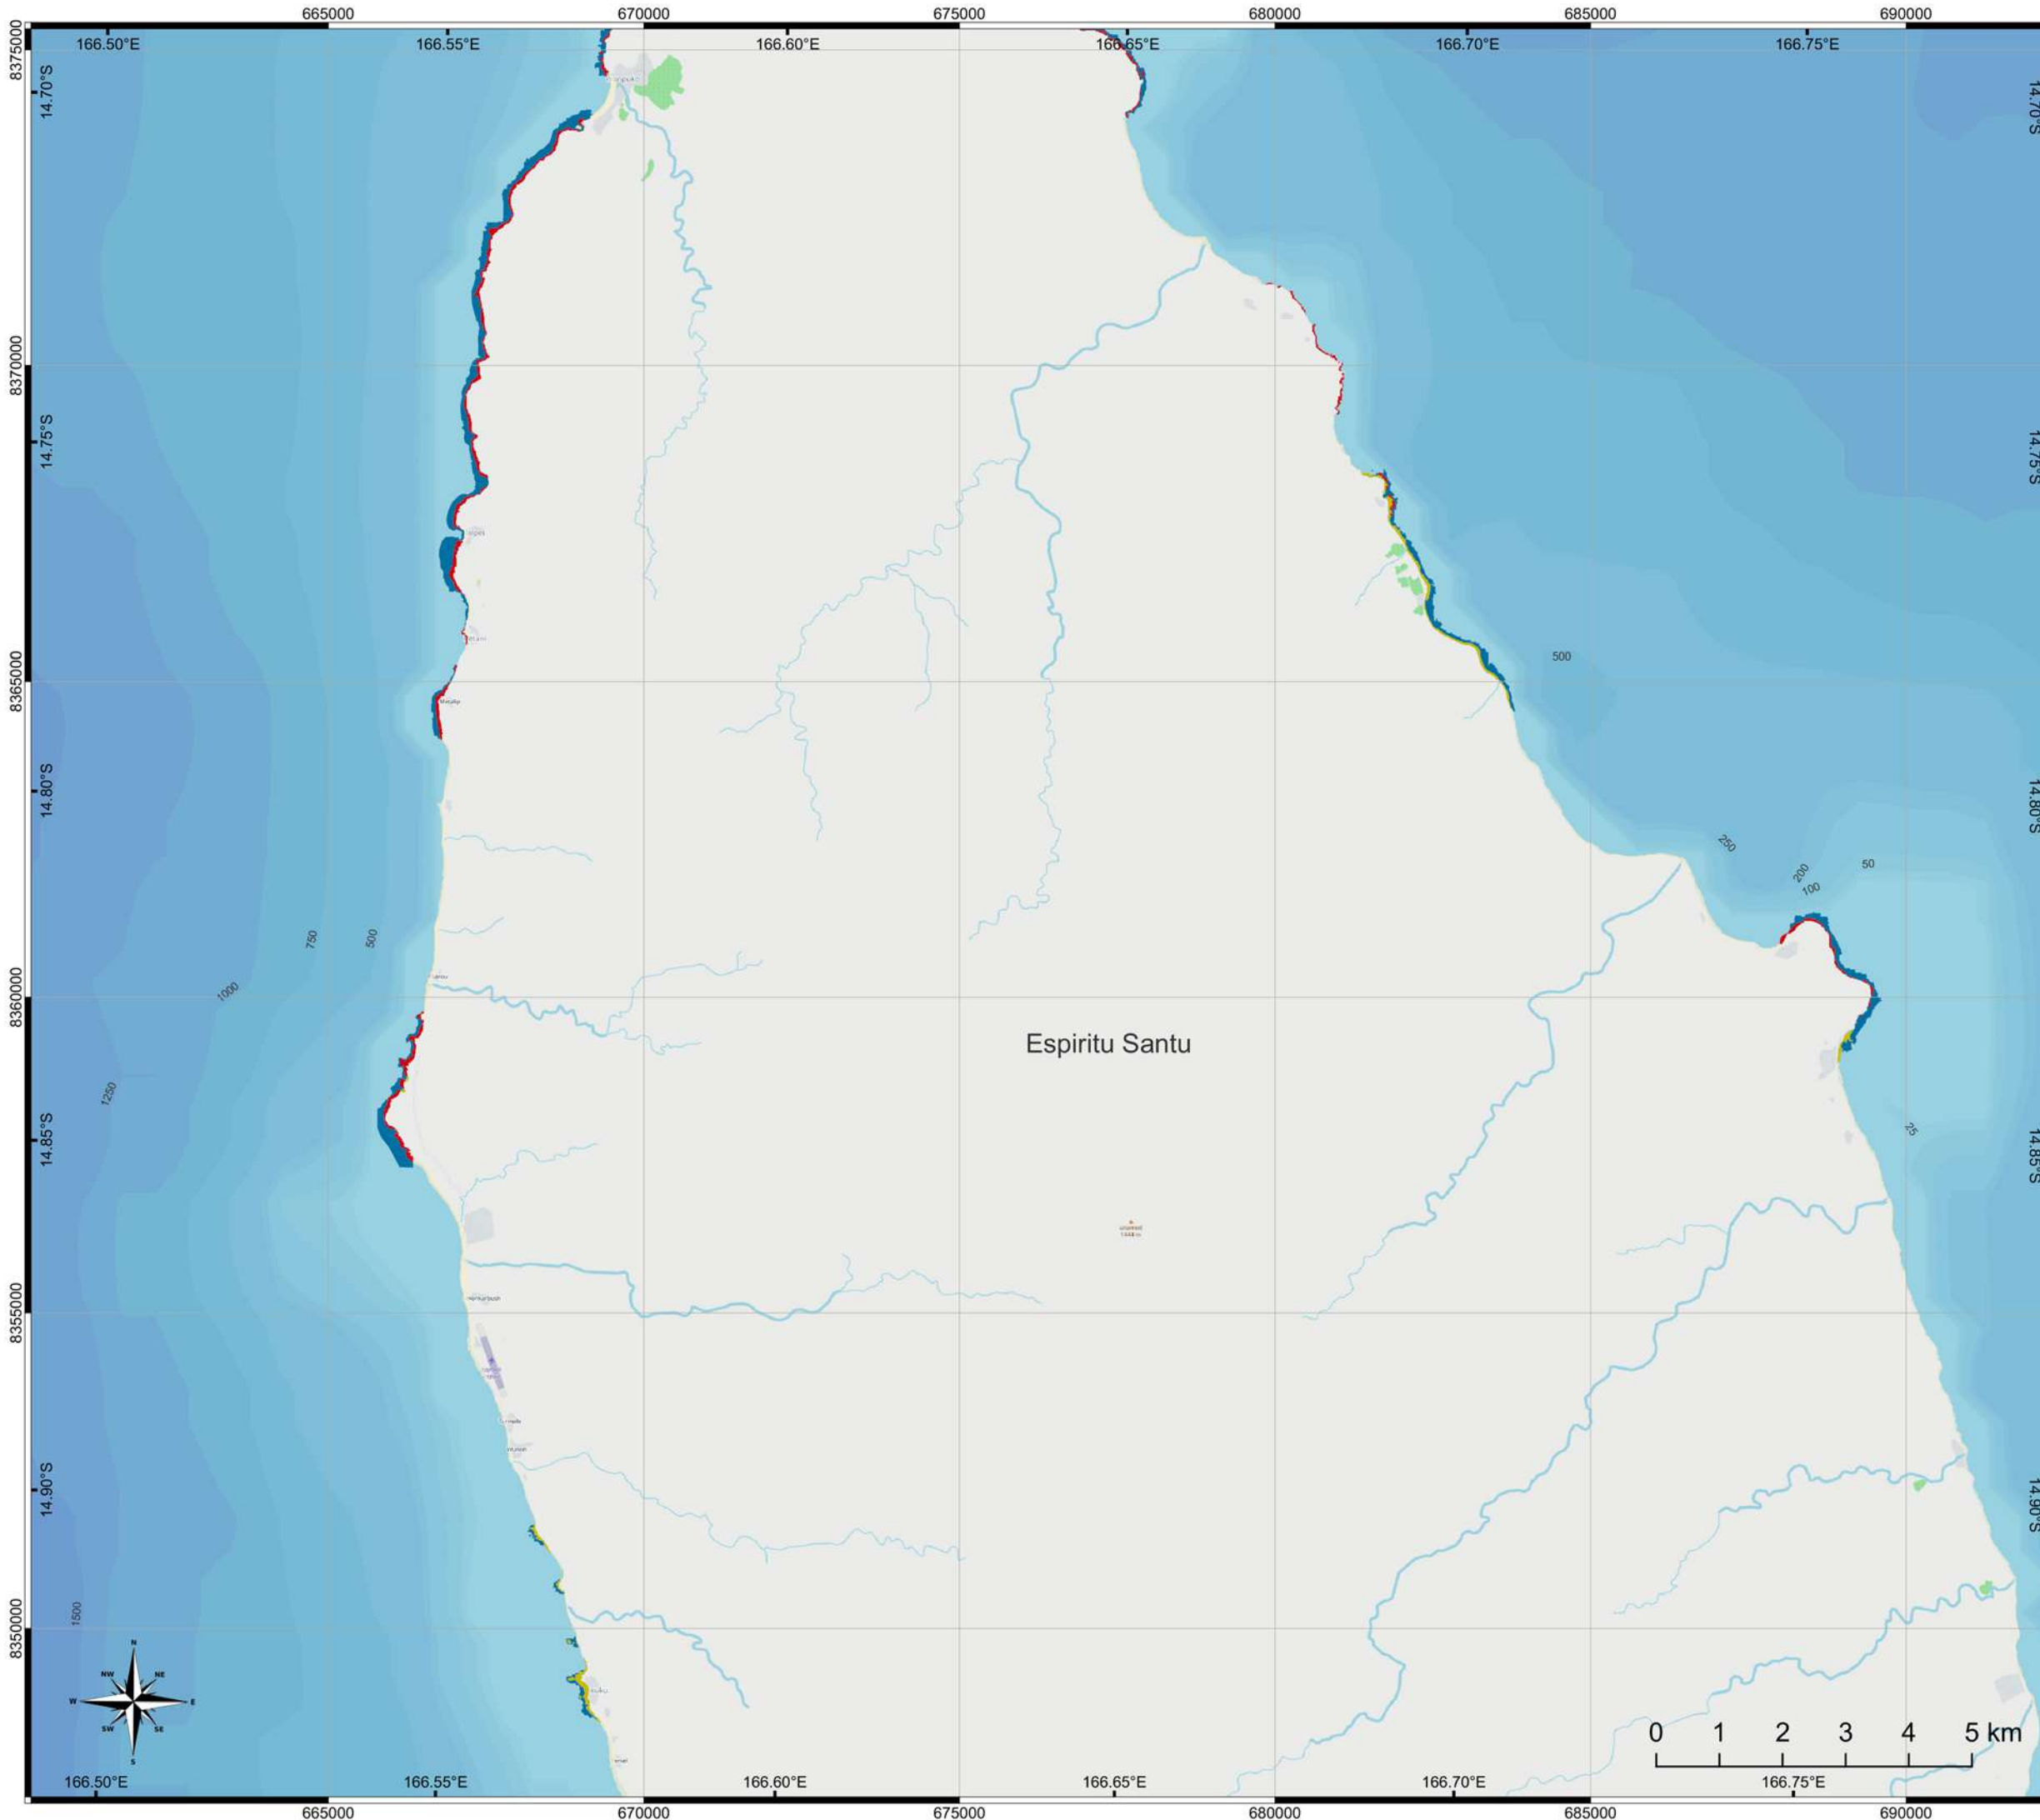 665000 670000 675000 680000 685000 690000
166.50°E 166.55°E 166.60°E 166.65°E 166.70°E 166.75°E
8375000
14.70°S 14.70°S
8370000
14.75°S 14.75°S
8365000
500
14.80°S 14.80°S
250
200
100
50
750
500
8360000
1000
Espiritu Santu
1250
25
14.85°S 14.85°S
8355000
14.90°S 14.90°S
8350000
1500
N
NW NE
W E
SW SE
S
0 1 2 3 4 5 km
166.50°E 166.55°E 166.60°E 166.65°E 166.70°E 166.75°E
665000 670000 675000 680000 685000 690000